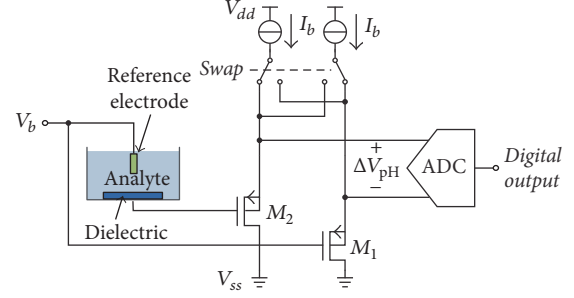 V_dd
I_b
I_b
Swap
Reference
electrode
V_b
Analyte
Dielectric
+
ΔV_pH
−
ADC
Digital
output
M_2
M_1
V_ss